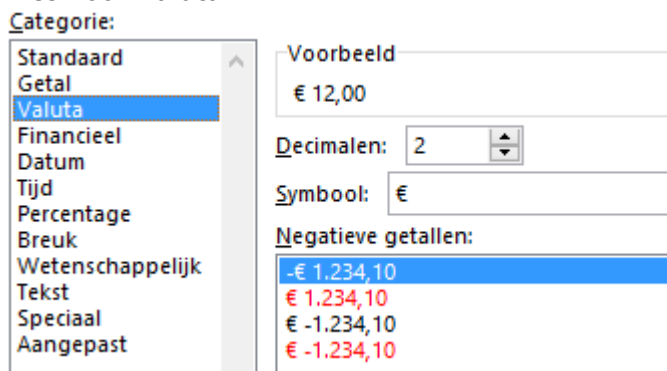 Categorie:
Standaard
Getal
Valuta
Financieel
Datum
Tijd
Percentage
Breuk
Wetenschappelijk
Tekst
Speciaal
Aangepast
Voorbeeld
€ 12,00
Decimalen: 2
Symbool: €
Negatieve getallen:
-€ 1.234,10
€ 1.234,10
€ -1.234,10
€ -1.234,10